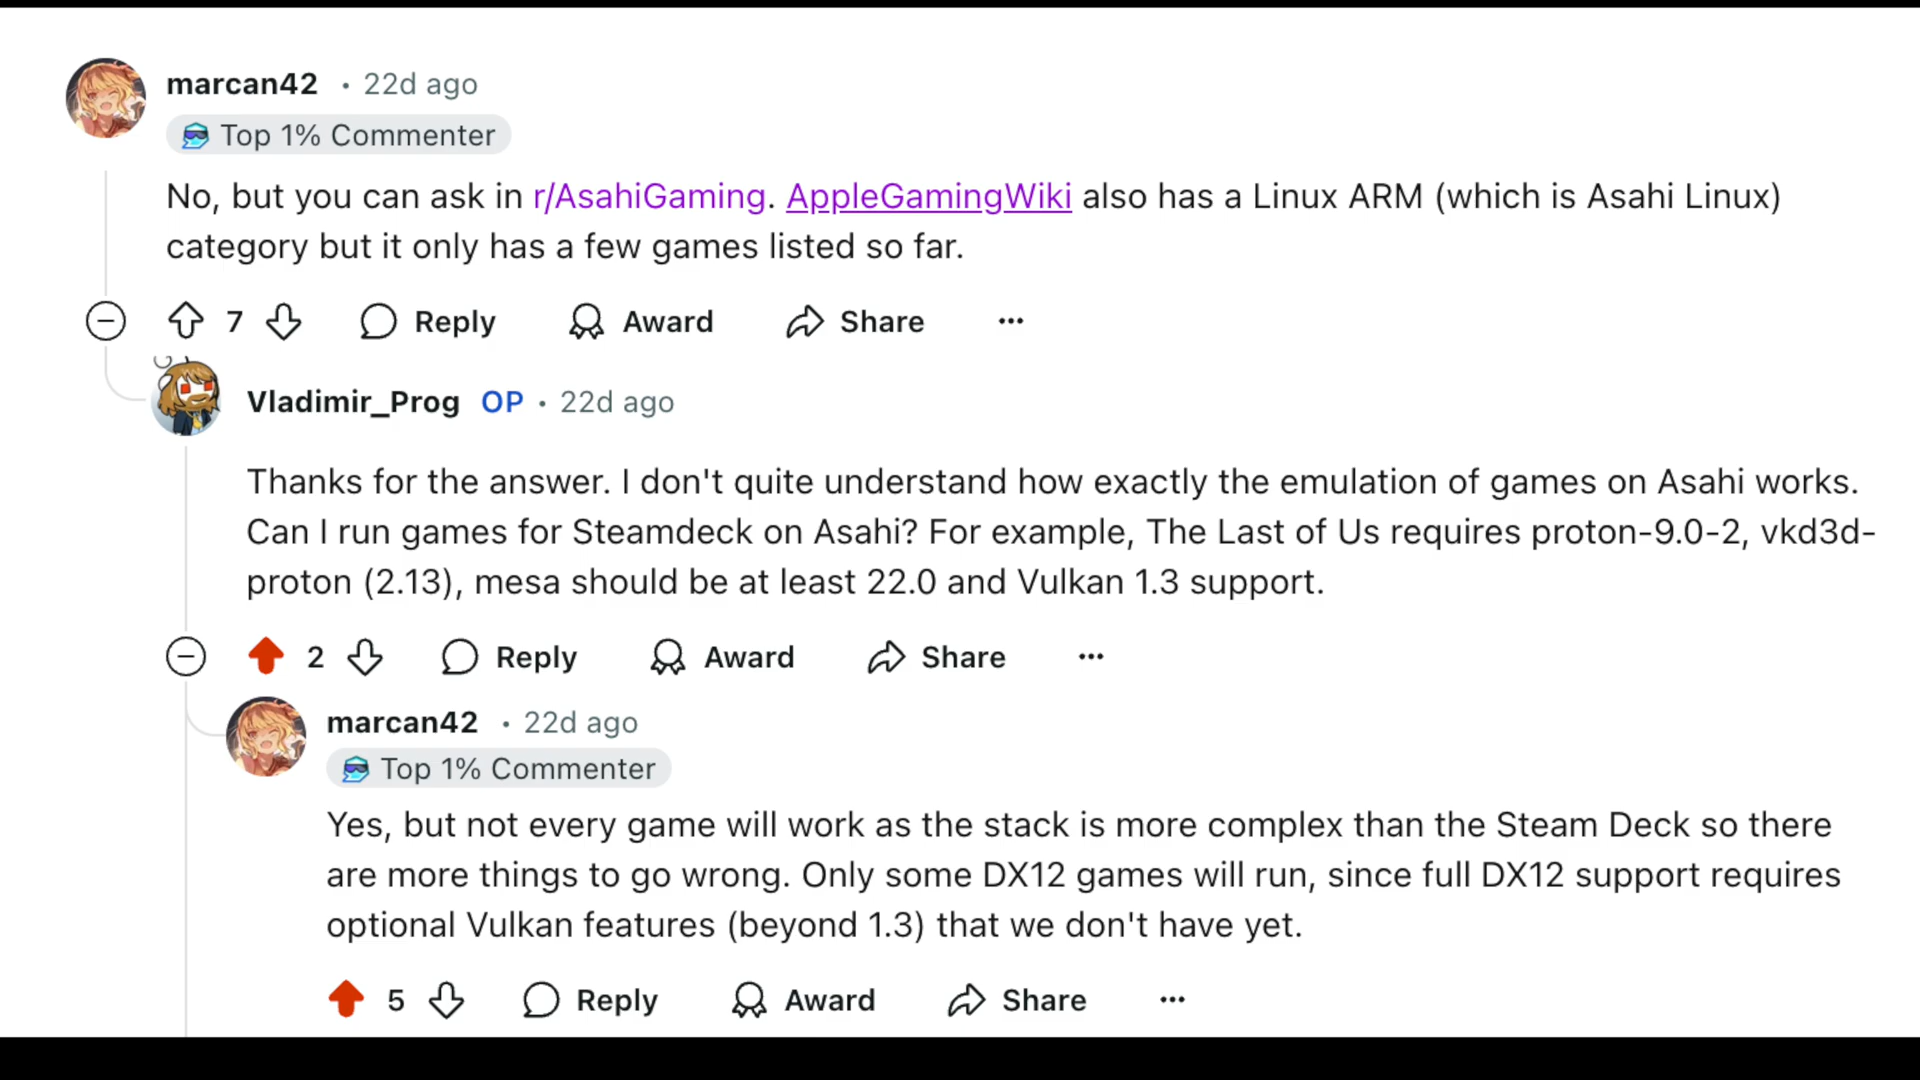 marcan42 • 22d ago
Top 1% Commenter
No, but you can ask in r/AsahiGaming. AppleGamingWiki also has a Linux ARM (which is Asahi Linux)
category but it only has a few games listed so far.
7 Reply Award Share ···
Vladimir_Prog OP • 22d ago
Thanks for the answer. I don't quite understand how exactly the emulation of games on Asahi works.
Can I run games for Steamdeck on Asahi? For example, The Last of Us requires proton-9.0-2, vkd3d-
proton (2.13), mesa should be at least 22.0 and Vulkan 1.3 support.
2 Reply Award Share ···
marcan42 • 22d ago
Top 1% Commenter
Yes, but not every game will work as the stack is more complex than the Steam Deck so there
are more things to go wrong. Only some DX12 games will run, since full DX12 support requires
optional Vulkan features (beyond 1.3) that we don't have yet.
5 Reply Award Share ···